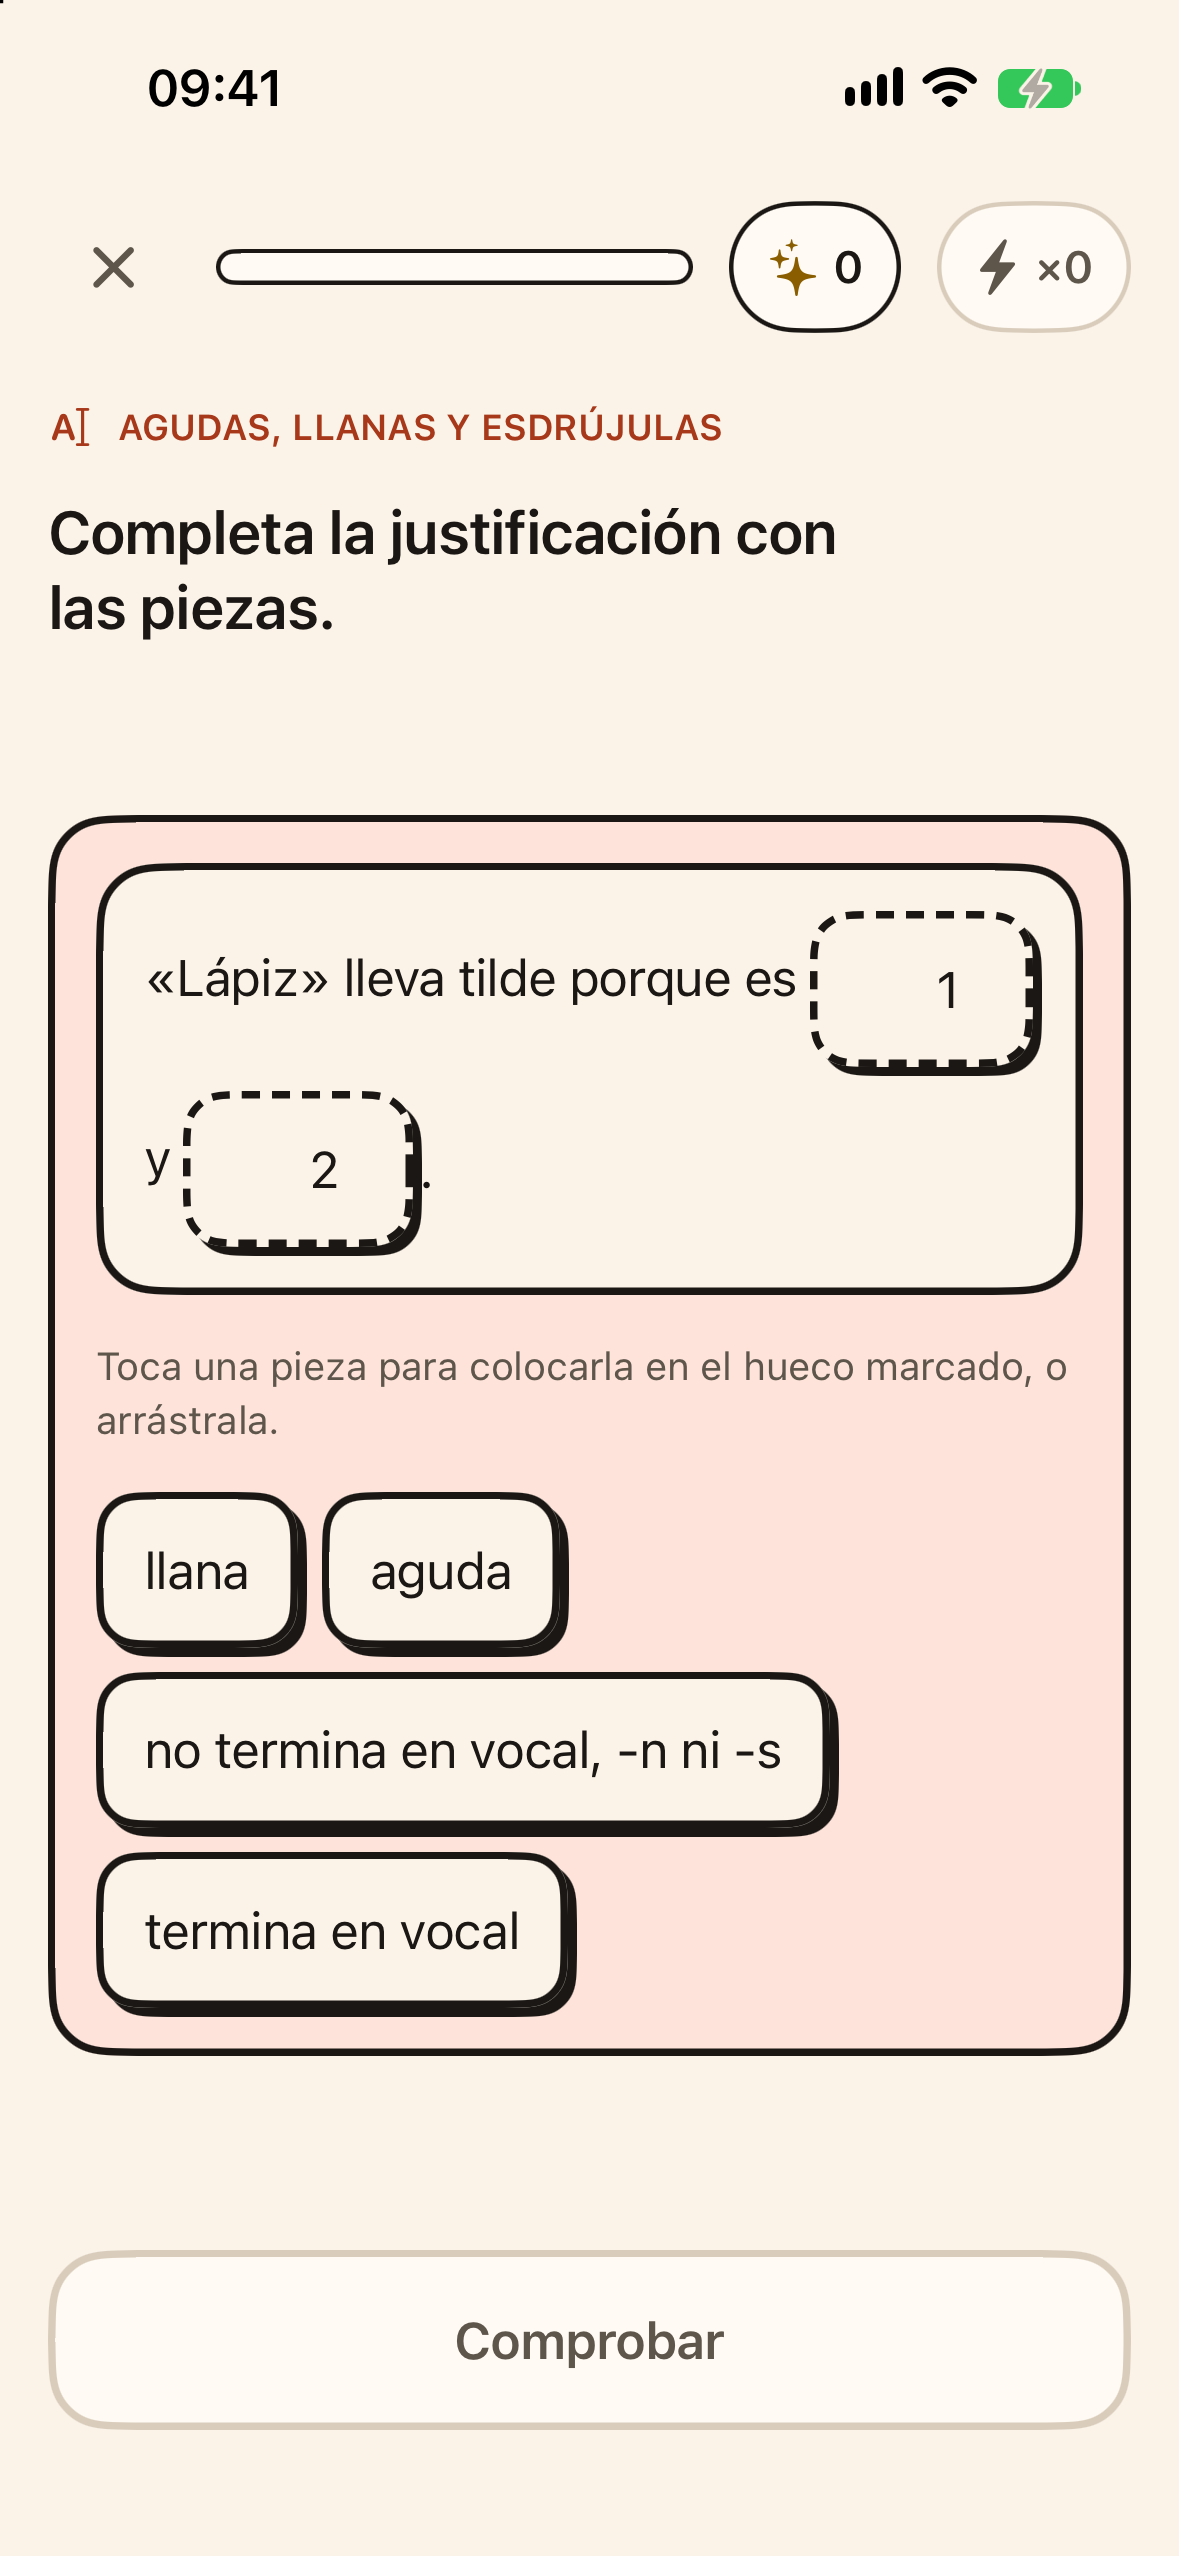 09:41
0
×0
AGUDAS, LLANAS Y ESDRÚJULAS
Completa la justificación con
las piezas.
«Lápiz» lleva tilde porque es 1
y 2.
Toca una pieza para colocarla en el hueco marcado, o
arrástrala.
llana aguda
no termina en vocal, -n ni -s
termina en vocal
Comprobar